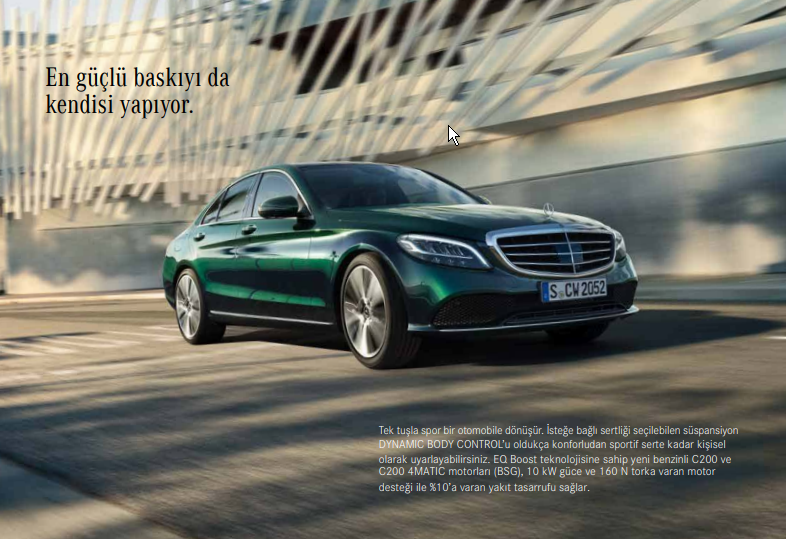 En güçlü baskıyı da
kendisi yapıyor.
S CW 2052
Tek tuşla spor bir otomobile dönüşür. İsteğe bağlı sertliği seçilebilen süspansiyon
DYNAMIC BODY CONTROL'u oldukça konforludan sportif serte kadar kişisel
olarak uyarlayabilirsiniz. EQ Boost teknolojisine sahip yeni benzinli C200 ve
C200 4MATIC motorları (BSG), 10 kW güce ve 160 N torka varan motor
desteği ile %10'a varan yakıt tasarrufu sağlar.